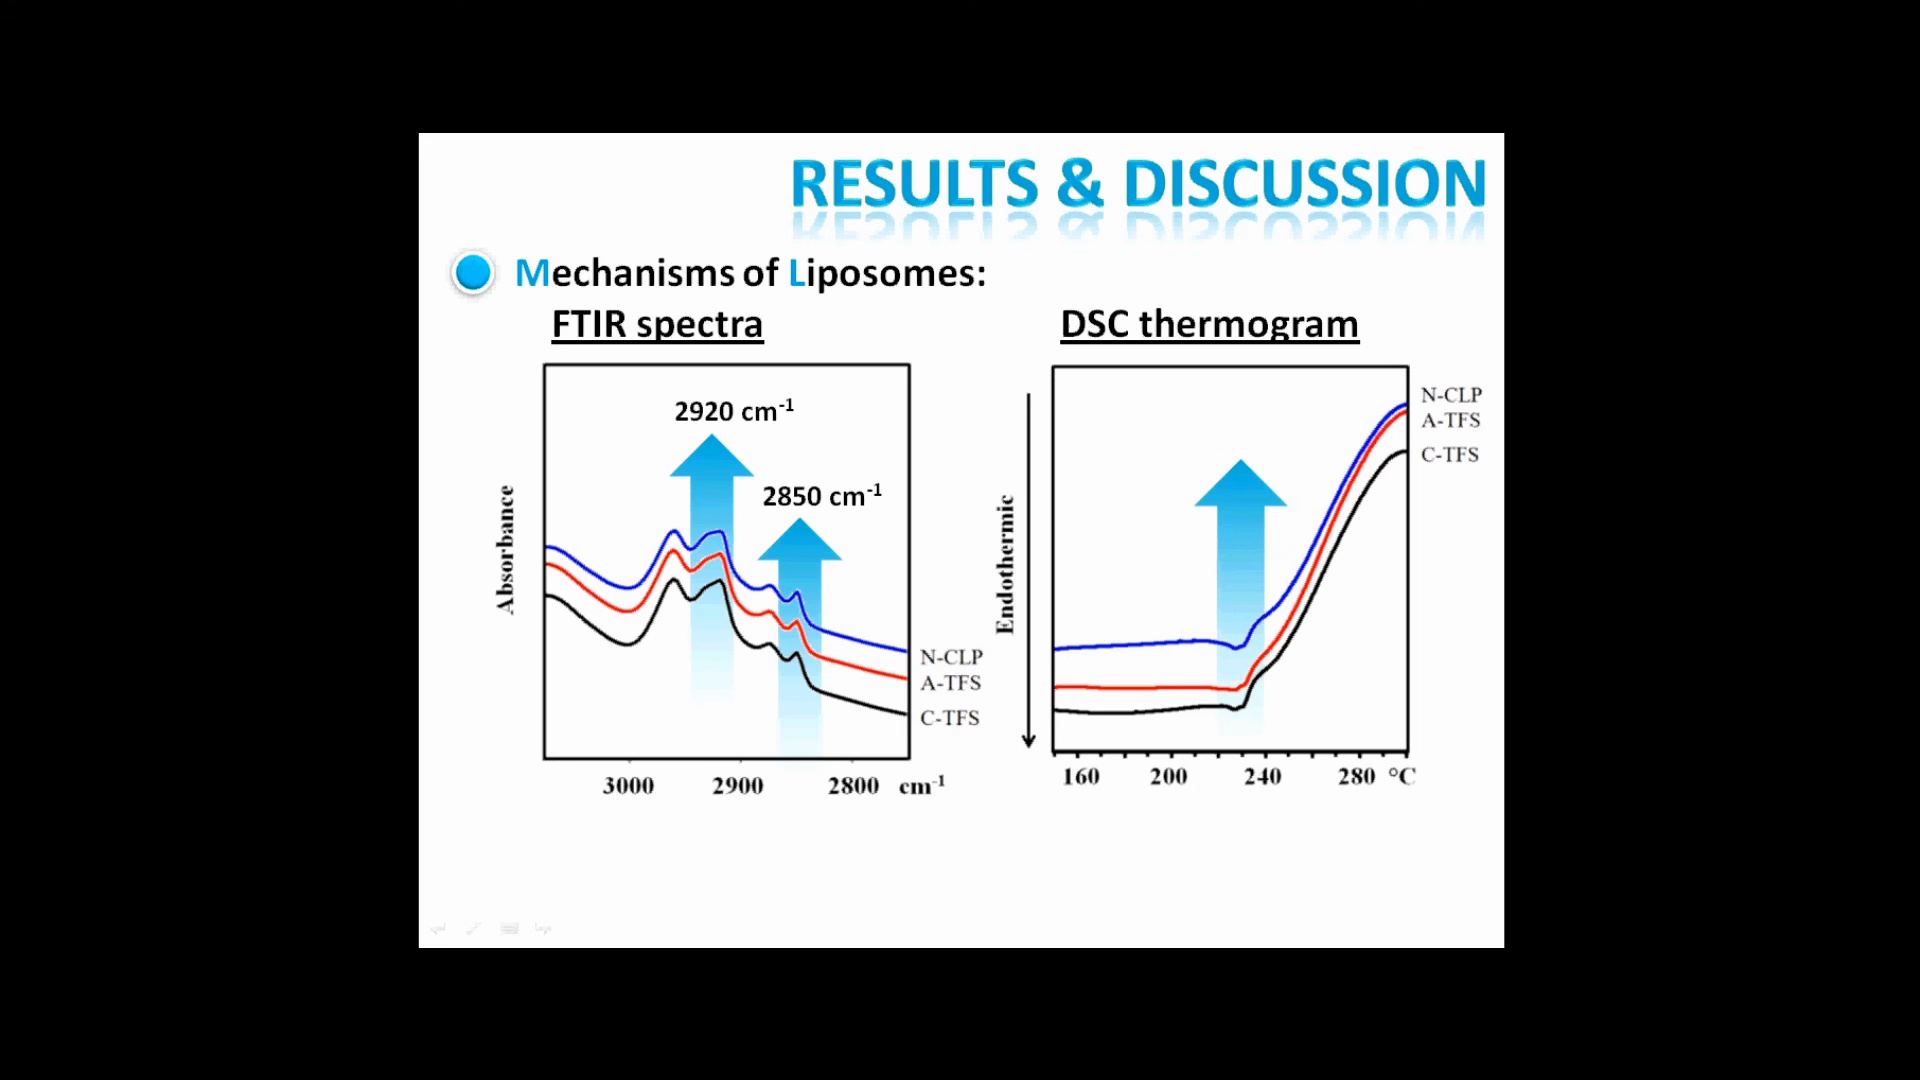 RESULTS & DISCUSSION
Mechanisms of Liposomes:
FTIR spectra
DSC thermogram
2920 cm⁻¹
2850 cm⁻¹
Absorbance
N-CLP
A-TFS
C-TFS
3000 2900 2800 cm⁻¹
Endothermic
N-CLP
A-TFS
C-TFS
160 200 240 280 °C